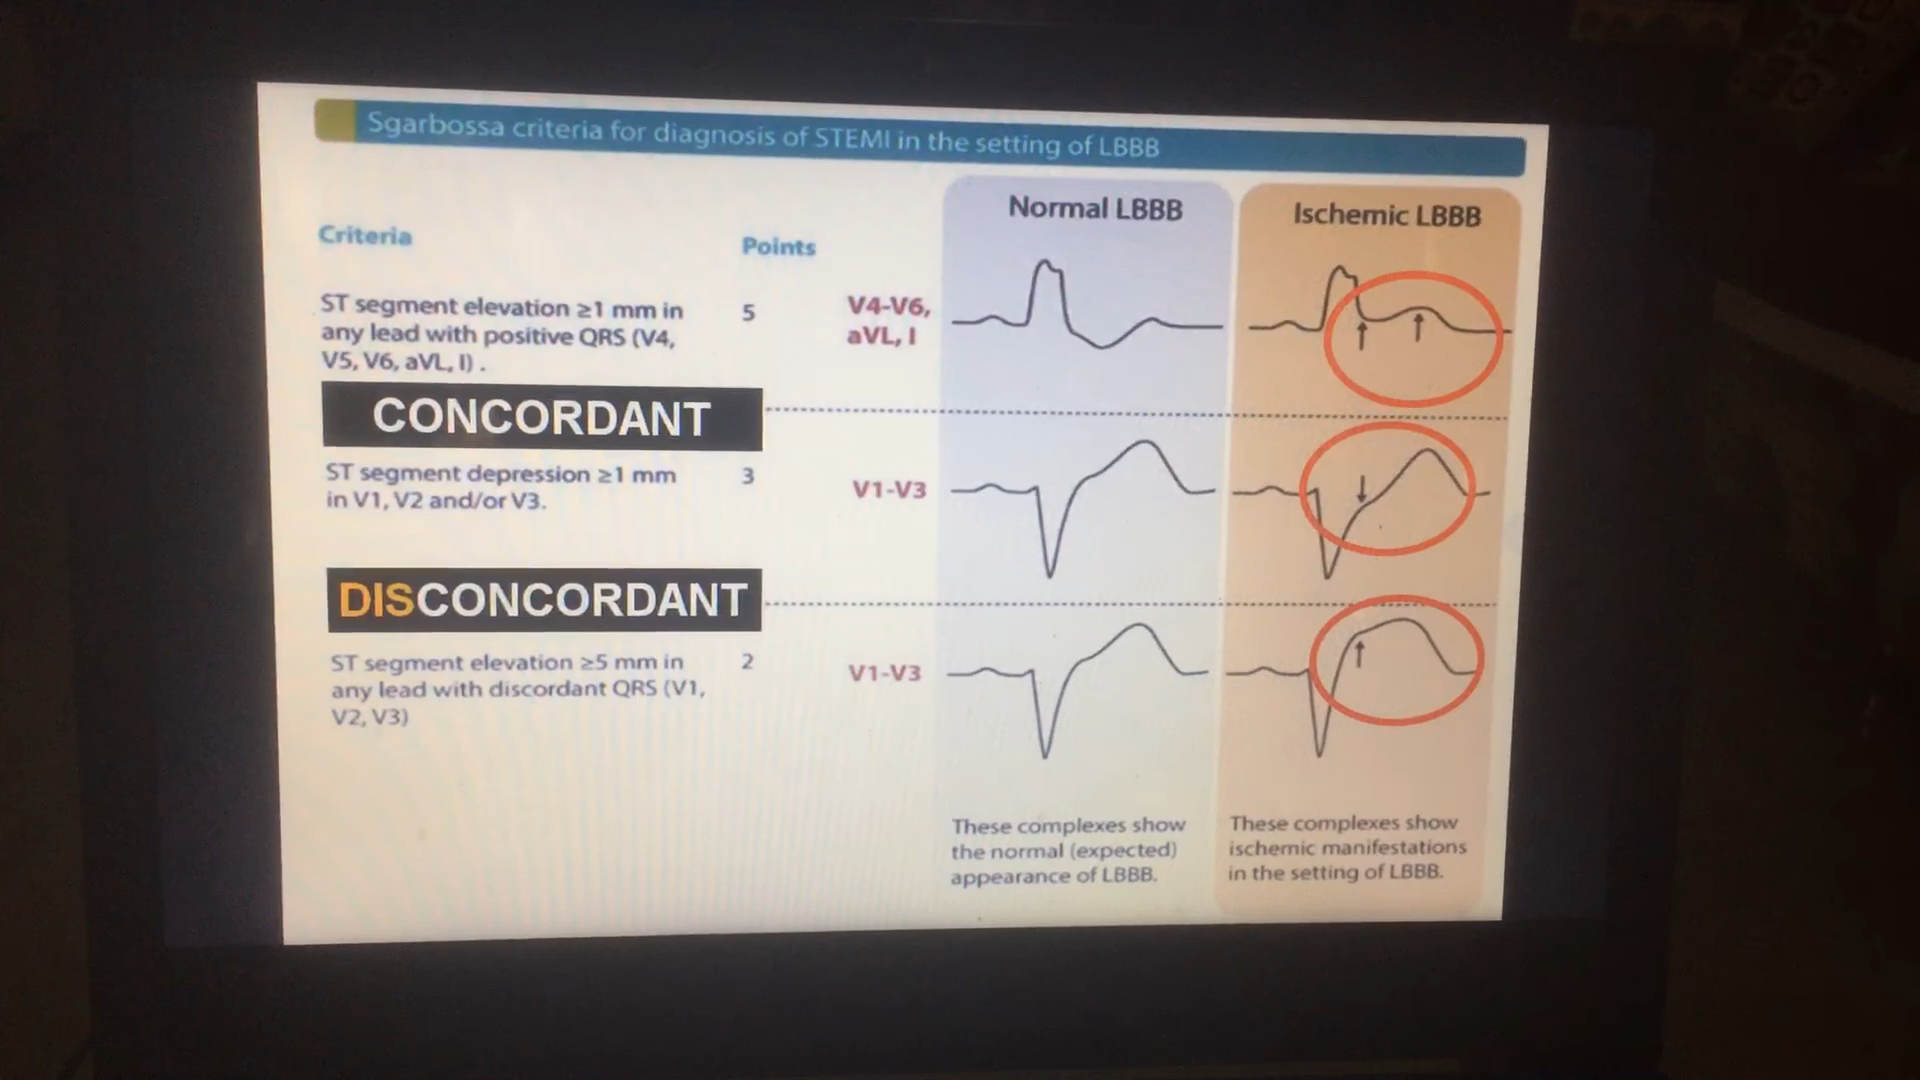 Sgarbossa criteria for diagnosis of STEMI in the setting of LBBB
Criteria
Points
Normal LBBB
Ischemic LBBB
ST segment elevation ≥1 mm in
any lead with positive QRS (V4,
V5, V6, aVL, I) .
5
V4-V6,
aVL, I
CONCORDANT
ST segment depression ≥1 mm
in V1, V2 and/or V3.
3
V1-V3
DISCONCORDANT
ST segment elevation ≥5 mm in
any lead with discordant QRS (V1,
V2, V3)
2
V1-V3
These complexes show
the normal (expected)
appearance of LBBB.
These complexes show
ischemic manifestations
in the setting of LBBB.